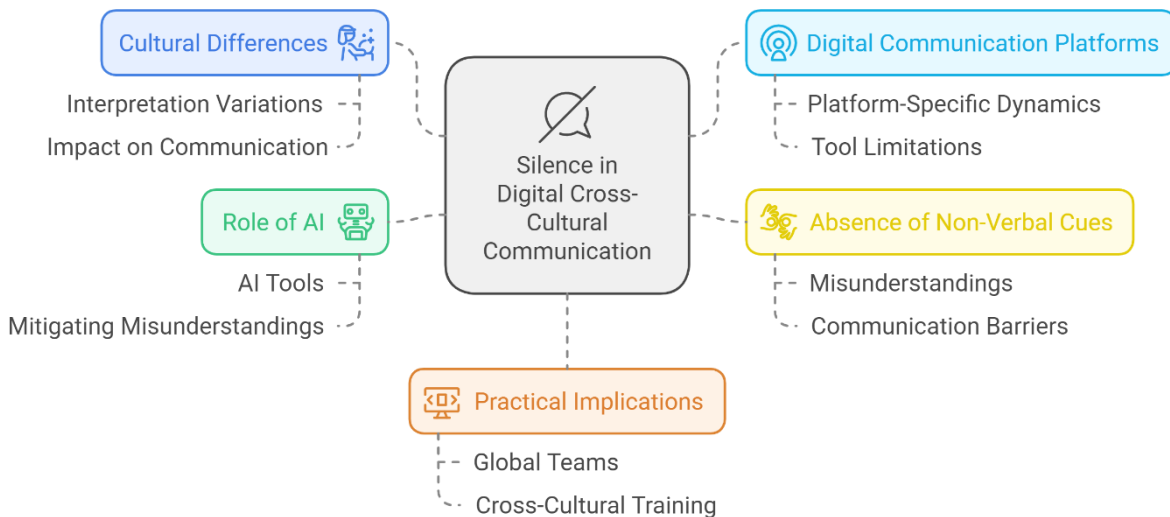 Cultural Differences
Interpretation Variations
Impact on Communication
Role of AI
AI Tools
Mitigating Misunderstandings
Silence in
Digital Cross-
Cultural
Communication
Digital Communication Platforms
Platform-Specific Dynamics
Tool Limitations
Absence of Non-Verbal Cues
Misunderstandings
Communication Barriers
Practical Implications
Global Teams
Cross-Cultural Training